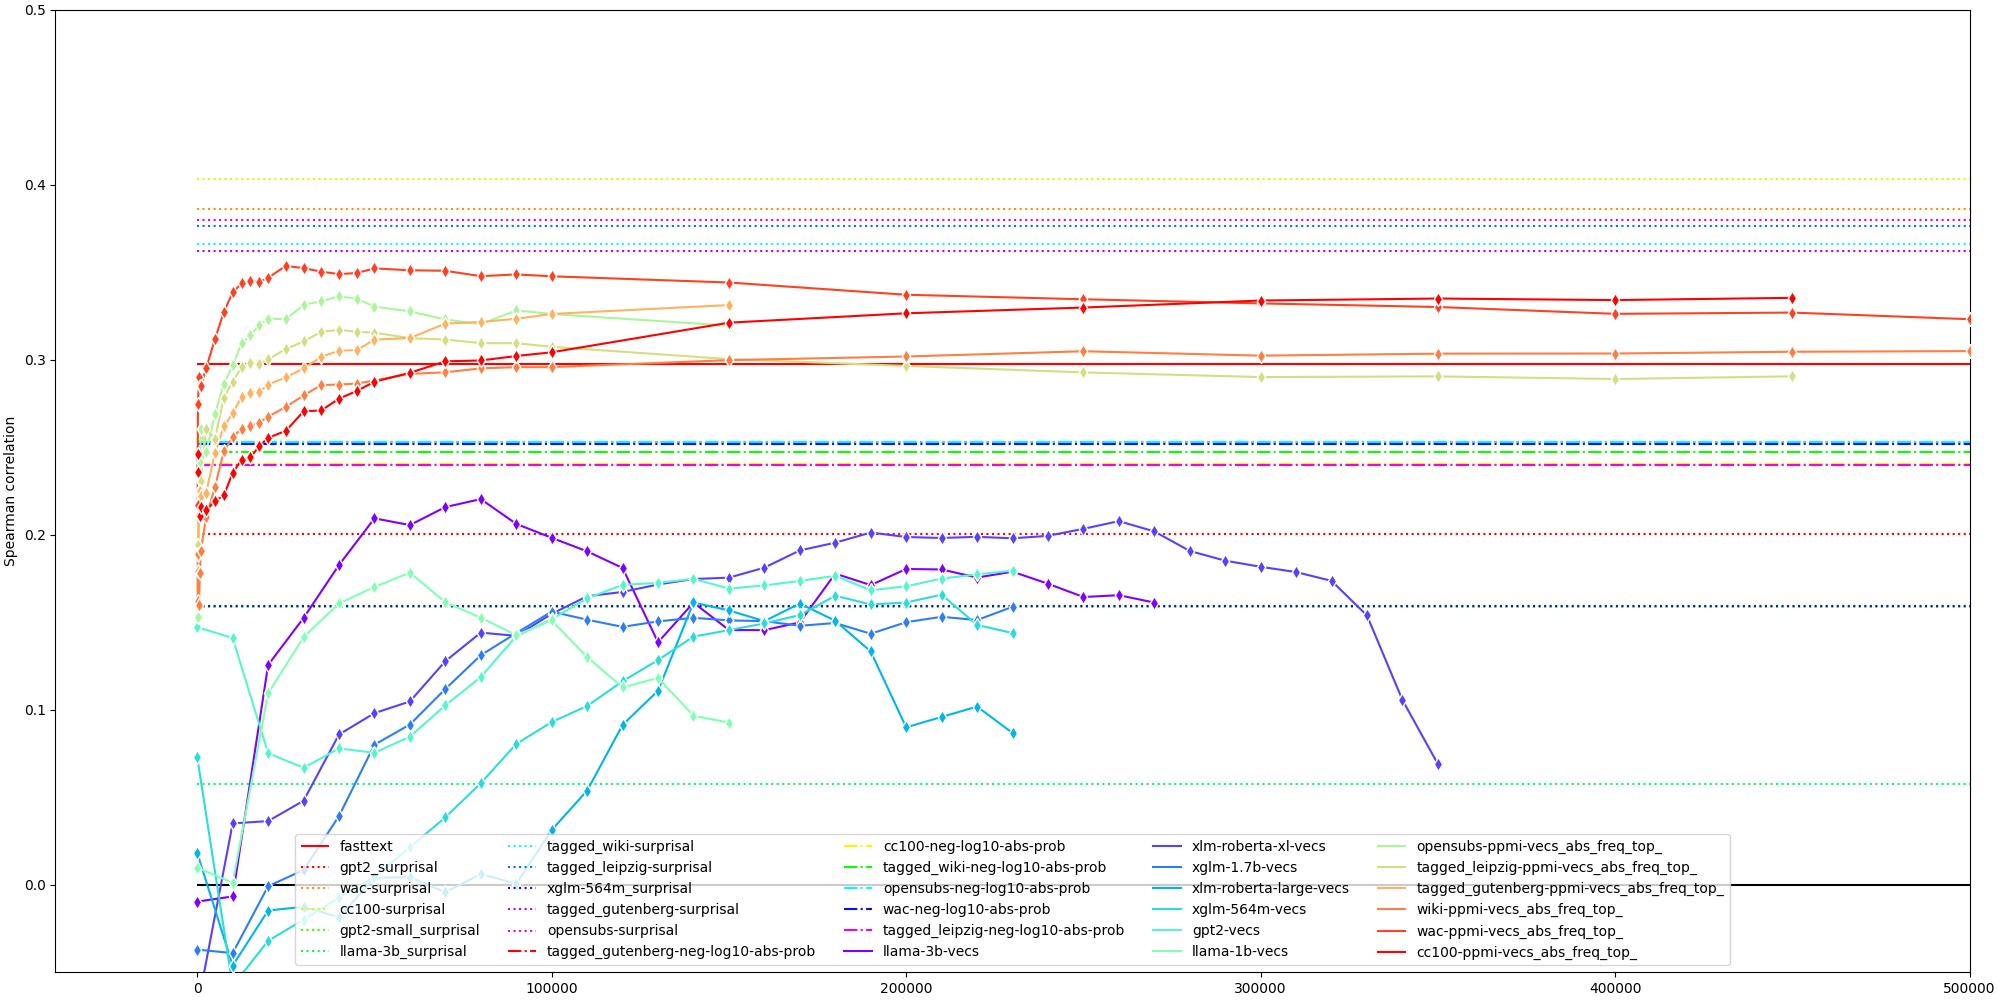 0.5
0.4
0.3
0.2
0.1
0.0
Spearman correlation
fasttext
gpt2_surprisal
wac-surprisal
cc100-surprisal
gpt2-small_surprisal
llama-3b_surprisal
tagged_wiki-surprisal
tagged_leipzig-surprisal
xglm-564m_surprisal
tagged_gutenberg-surprisal
opensubs-surprisal
tagged_gutenberg-neg-log10-abs-prob
cc100-neg-log10-abs-prob
tagged_wiki-neg-log10-abs-prob
opensubs-neg-log10-abs-prob
wac-neg-log10-abs-prob
tagged_leipzig-neg-log10-abs-prob
llama-3b-vecs
xlm-roberta-xl-vecs
xglm-1.7b-vecs
xlm-roberta-large-vecs
xglm-564m-vecs
gpt2-vecs
llama-1b-vecs
opensubs-ppmi-vecs_abs_freq_top_
tagged_leipzig-ppmi-vecs_abs_freq_top_
tagged_gutenberg-ppmi-vecs_abs_freq_top_
wiki-ppmi-vecs_abs_freq_top_
wac-ppmi-vecs_abs_freq_top_
cc100-ppmi-vecs_abs_freq_top_
0
100000
200000
300000
400000
500000